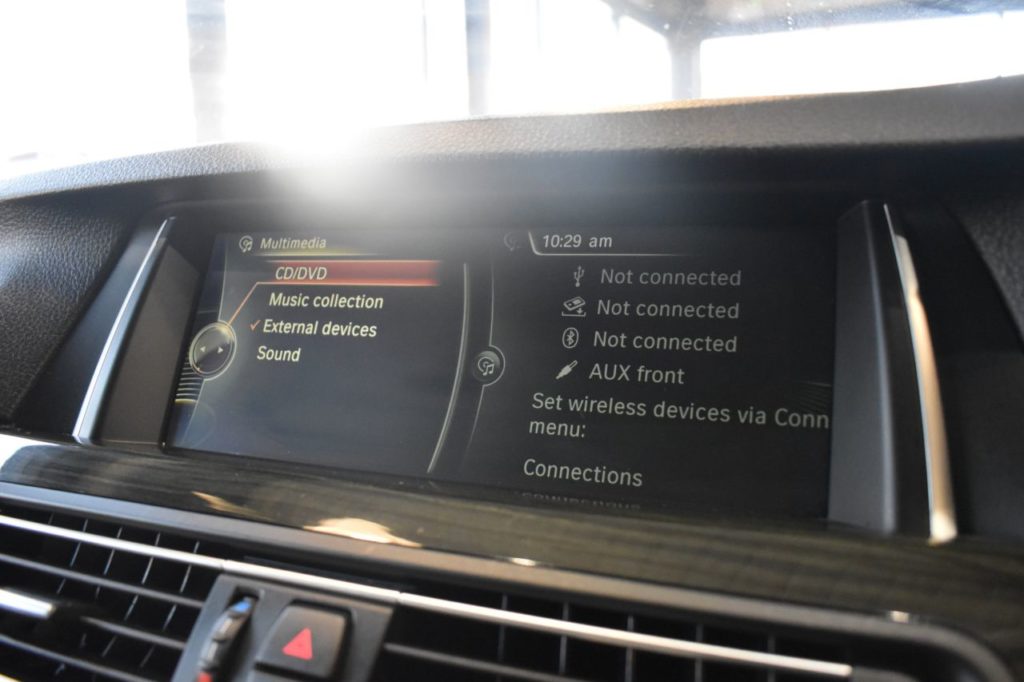 Multimedia
CD/DVD
Music collection
External devices
Sound
10:29 am
Not connected
Not connected
Not connected
AUX front
Set wireless devices via Conn
menu:
Connections